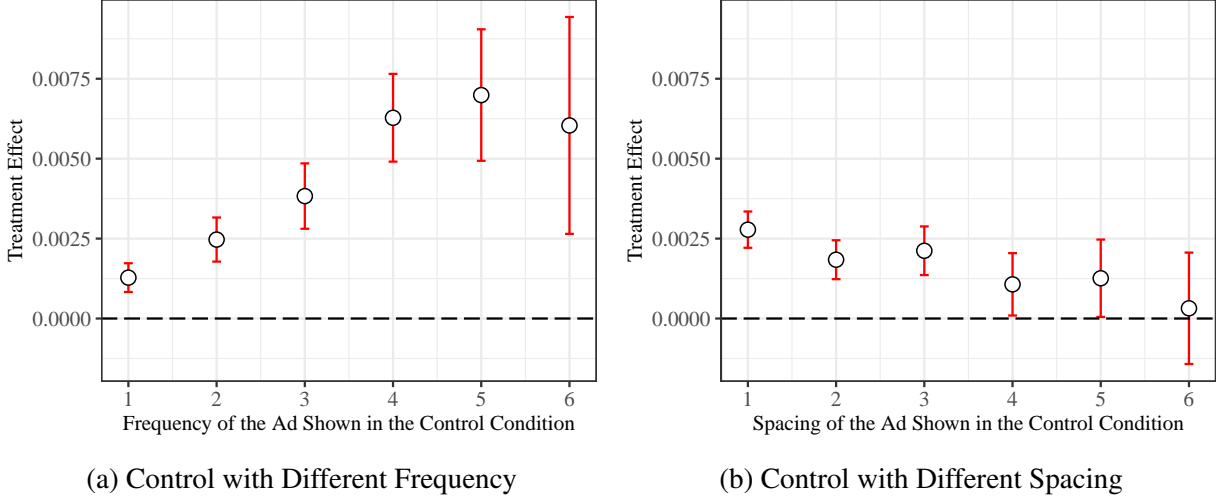 0.0075
0.0050
0.0025
0.0000
Treatment Effect
1 2 3 4 5 6
Frequency of the Ad Shown in the Control Condition
(a) Control with Different Frequency
0.0075
0.0050
0.0025
0.0000
Treatment Effect
1 2 3 4 5 6
Spacing of the Ad Shown in the Control Condition
(b) Control with Different Spacing